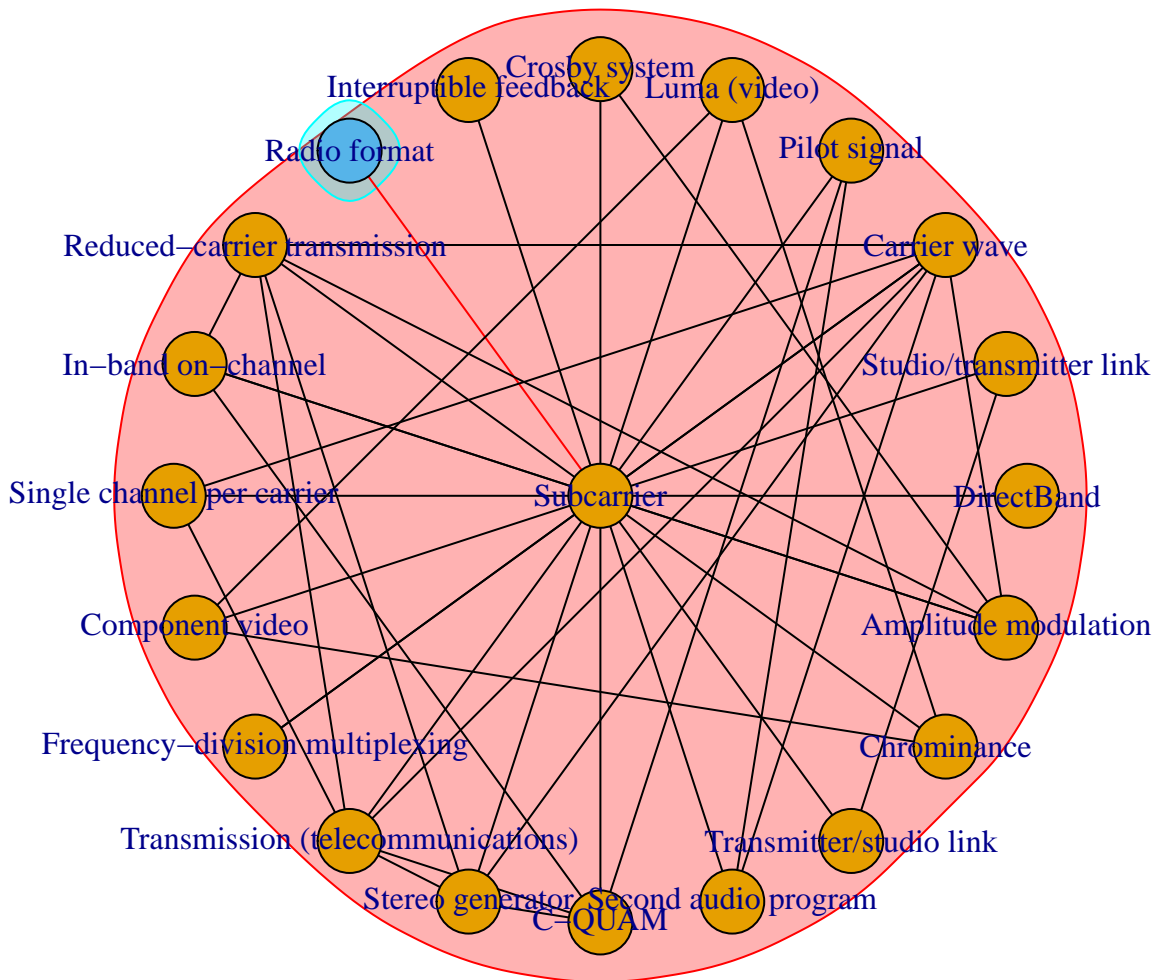 Crosby system
Interruptible feedback
Luma (video)
Radio format
Pilot signal
Reduced−carrier transmission
Carrier wave
In−band on−channel
Studio/transmitter link
Single channel per carrier
Subcarrier
DirectBand
Component video
Amplitude modulation
Frequency−division multiplexing
Chrominance
Transmission (telecommunications)
Transmitter/studio link
Stereo generator
Second audio program
C−QUAM